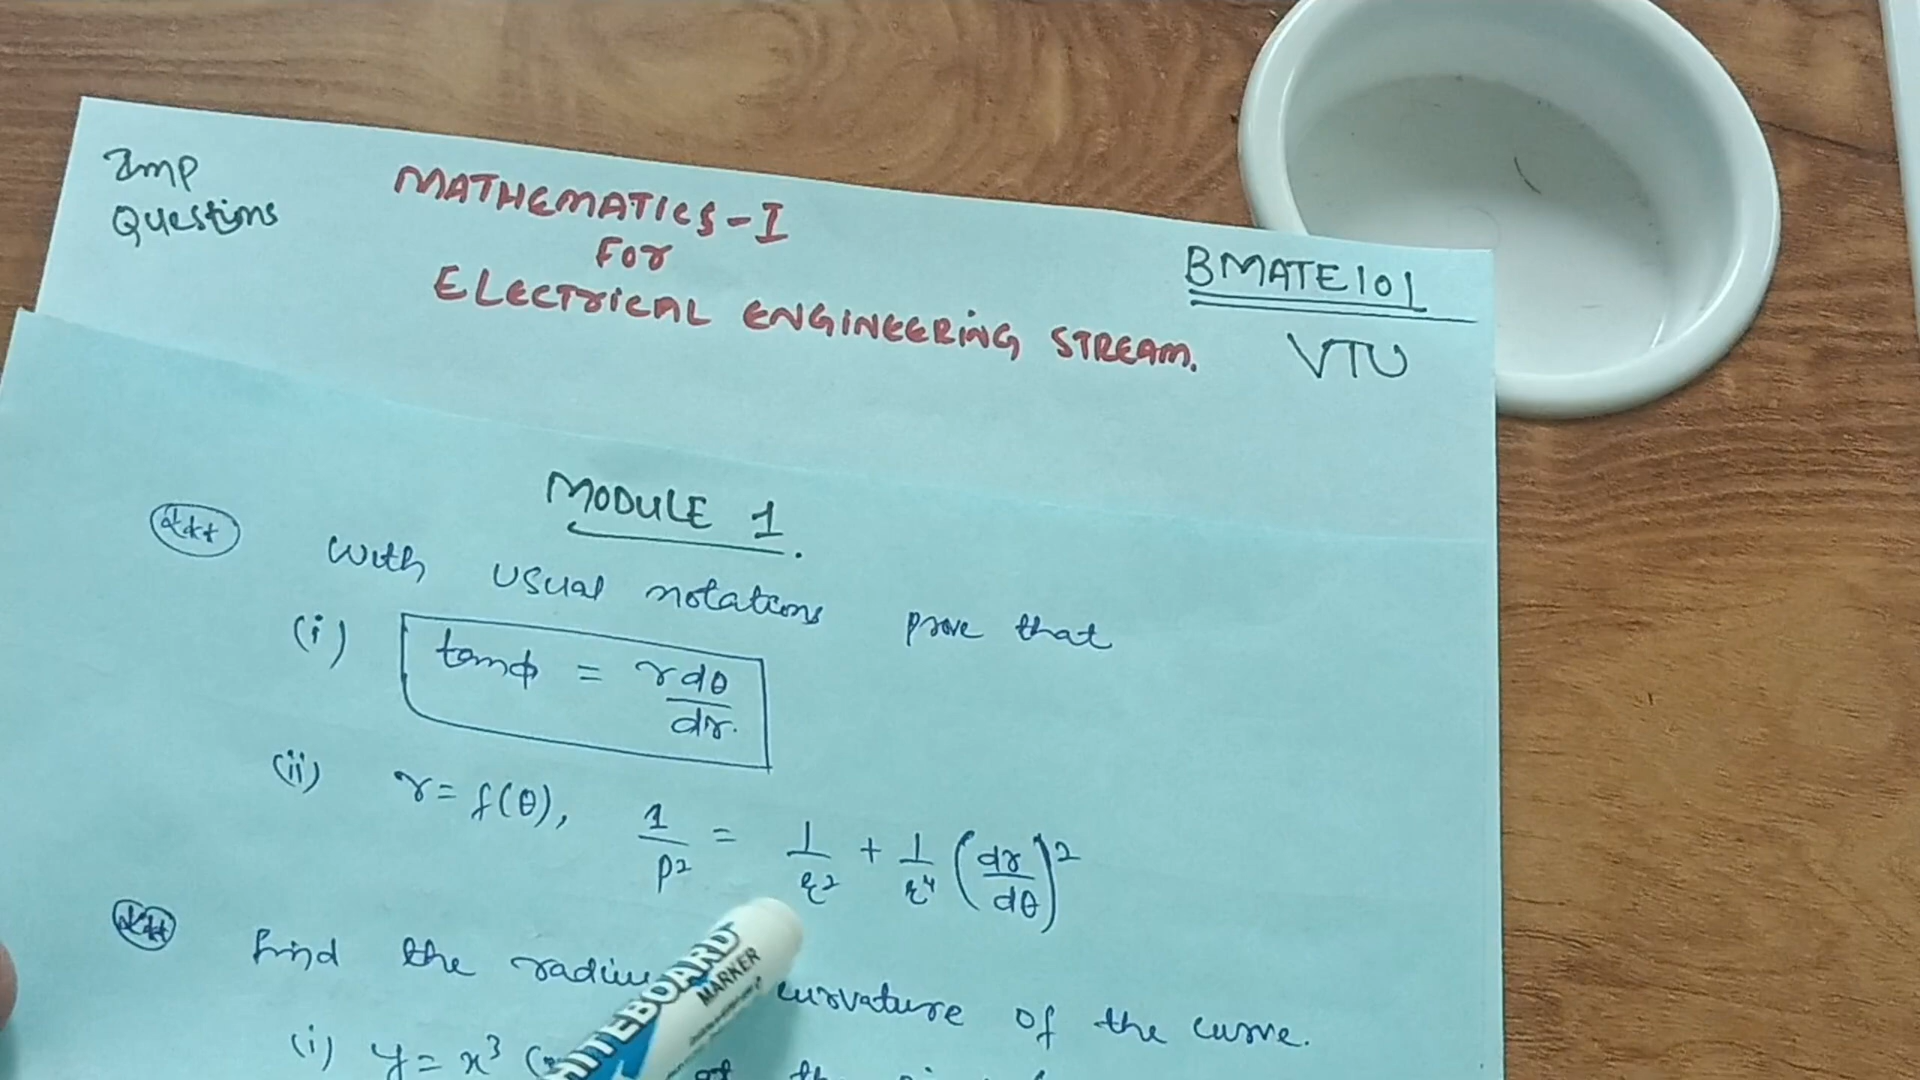 Imp
Questions
MATHEMATICS-I
For
ELECTrICAL ENGINEERING STREAM.
BMATE101
VTU
MODULE 1.
***
with usual notations prove that
(i) tanϕ = rdθ/dr.
(ii) r = f(θ), 1/p² = 1/r² + 1/r⁴ (dr/dθ)²
***
find the radius curvature of the curve.
(i) y = x³
WHITEBOARD
MARKER